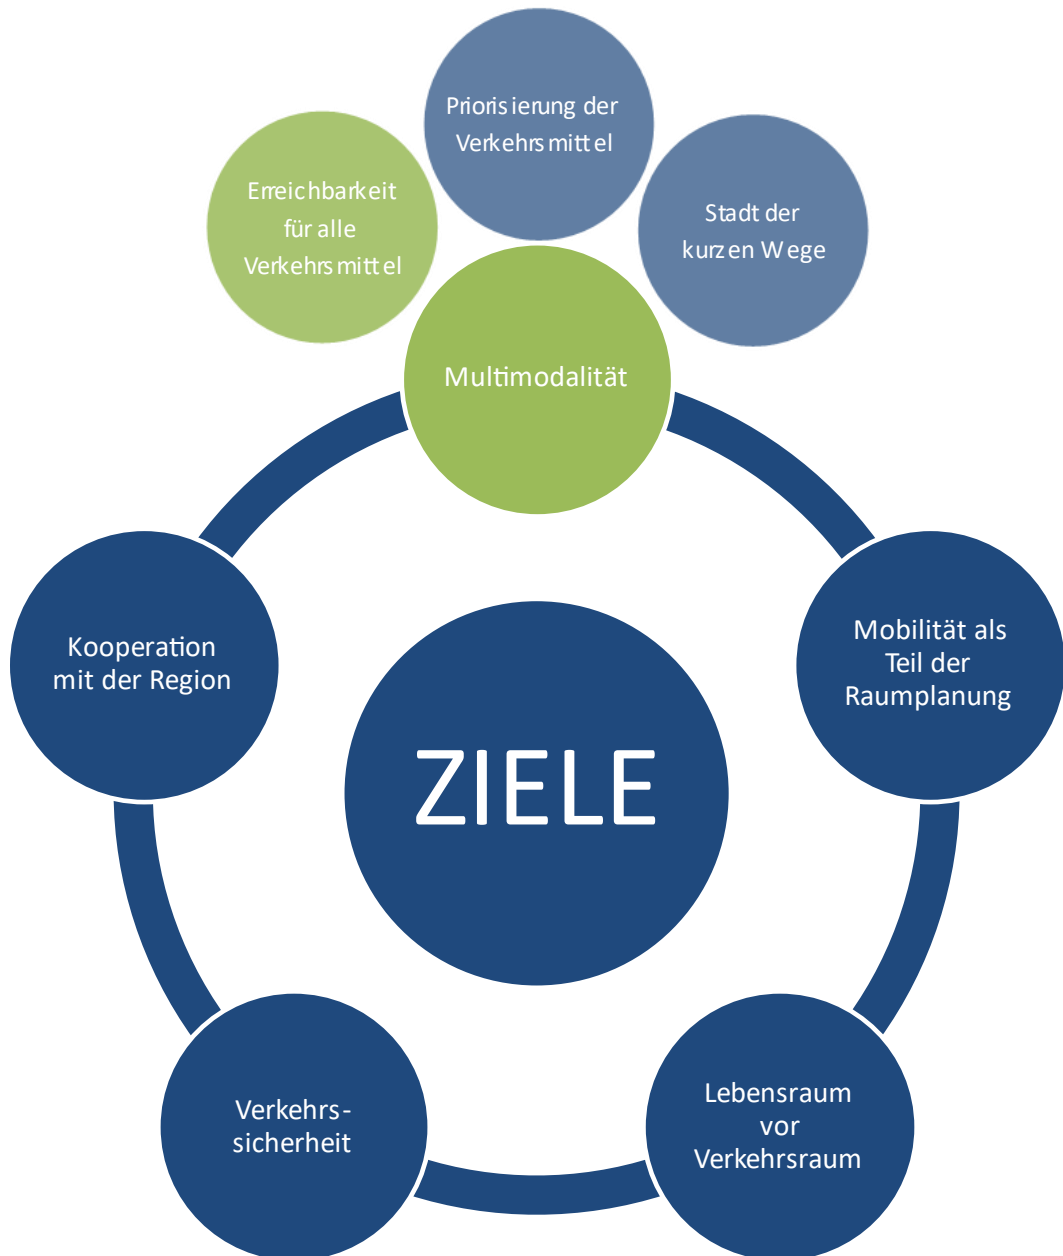 Priorisierung der
Verkehrsmittel
Erreichbarkeit
für alle
Verkehrsmittel
Stadt der
kurzen Wege
Multimodalität
Kooperation
mit der Region
Mobilität als
Teil der
Raumplanung
ZIELE
Verkehrs-
sicherheit
Lebensraum
vor
Verkehrsraum